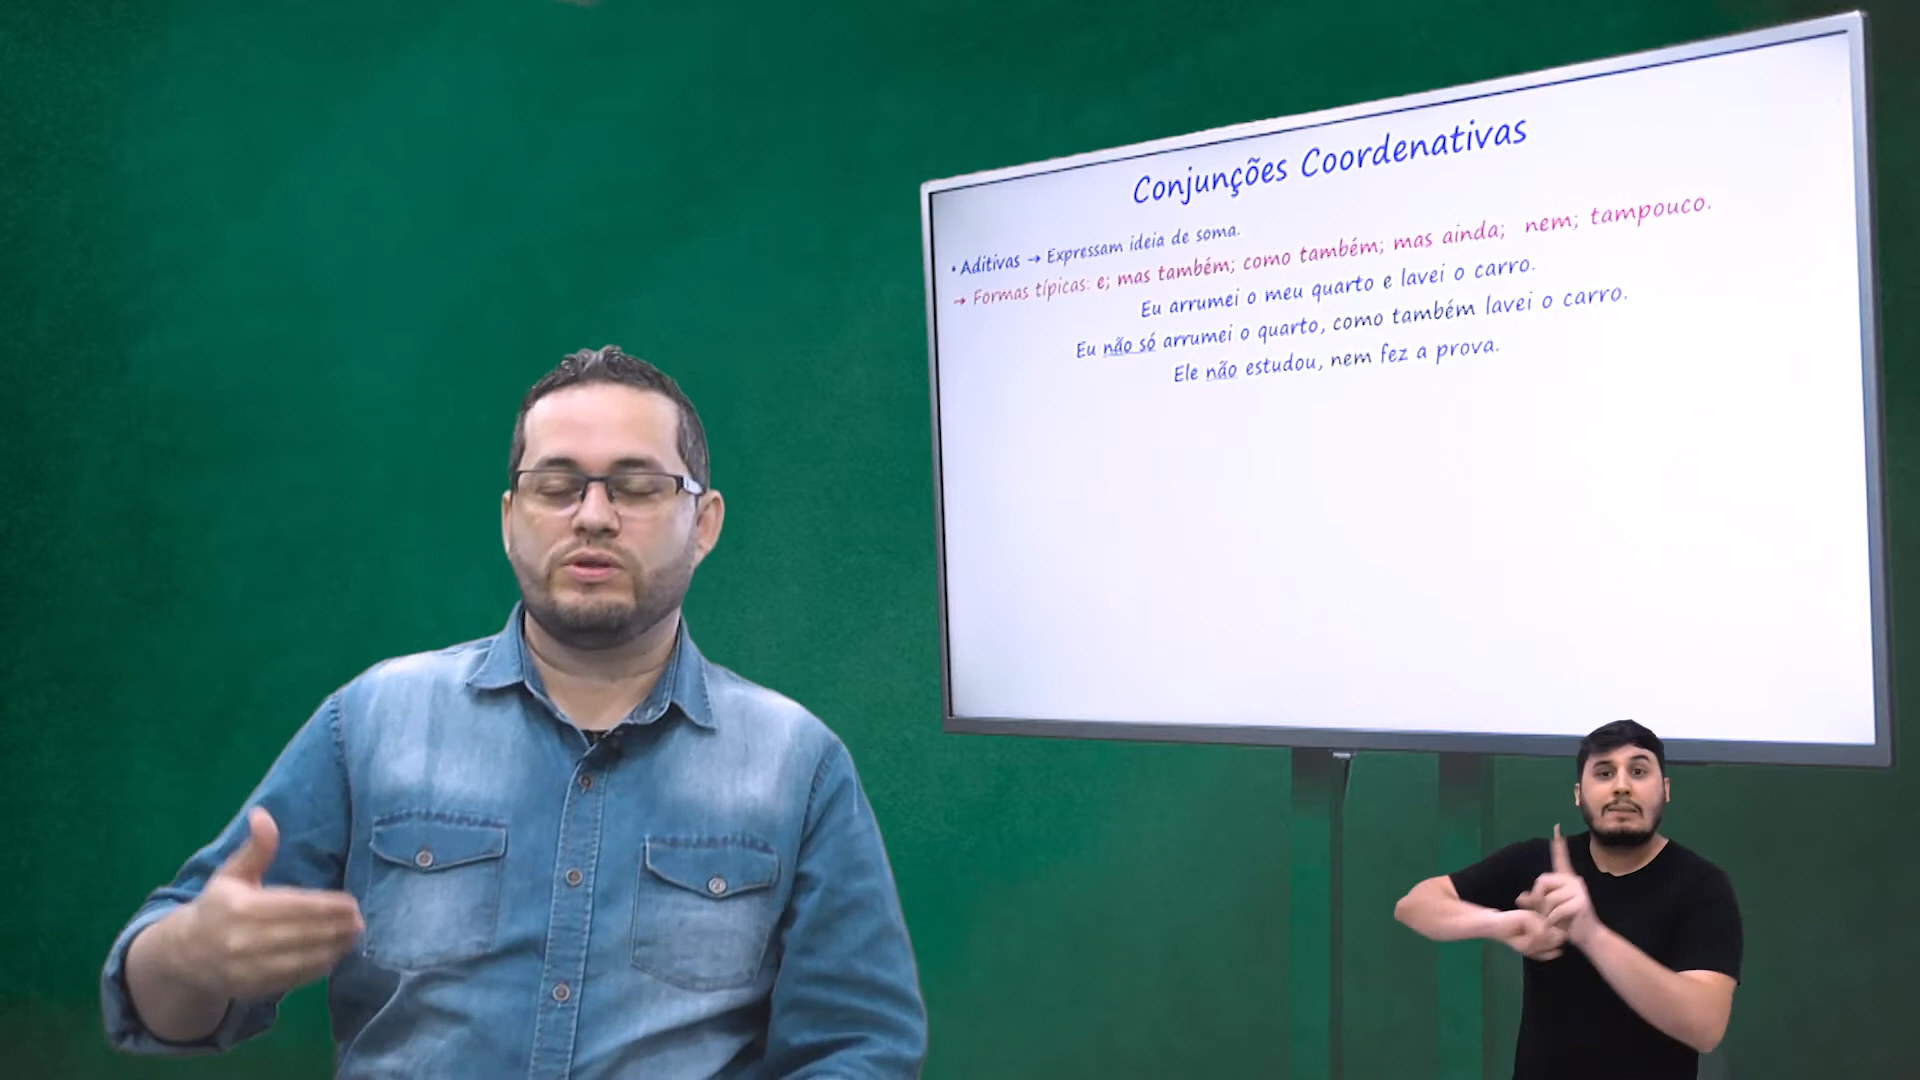 Conjunções Coordenativas
• Aditivas → Expressam ideia de soma.
→ Formas típicas: e; mas também; como também; mas ainda; nem; tampouco.
Eu arrumei o meu quarto e lavei o carro.
Eu não só arrumei o quarto, como também lavei o carro.
Ele não estudou, nem fez a prova.